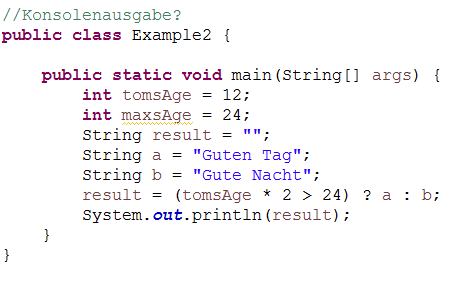 //Konsolenausgabe?
public class Example2 {
public static void main(String[] args) {
int tomsAge = 12;
int maxsAge = 24;
String result = "";
String a = "Guten Tag";
String b = "Gute Nacht";
result = (tomsAge * 2 > 24) ? a : b;
System.out.println(result);
}
}